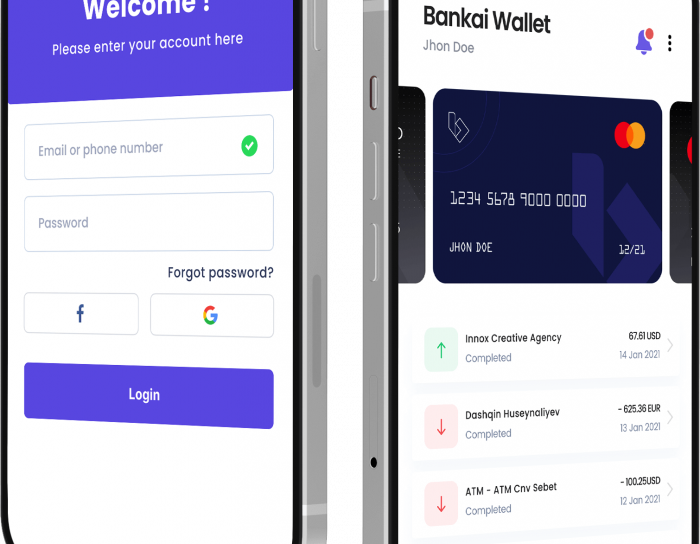 Welcome !
Please enter your account here
Email or phone number
Password
Forgot password?
Login
Bankai Wallet
Jhon Doe
1234 5678 9000 0000
JHON DOE
12/21
Innox Creative Agency
67.61 USD
Completed
14 Jan 2021
Dashqin Huseynaliyev
- 625.36 EUR
Completed
13 Jan 2021
ATM - ATM Cnv Sebet
- 100.25USD
Completed
12 Jan 2021